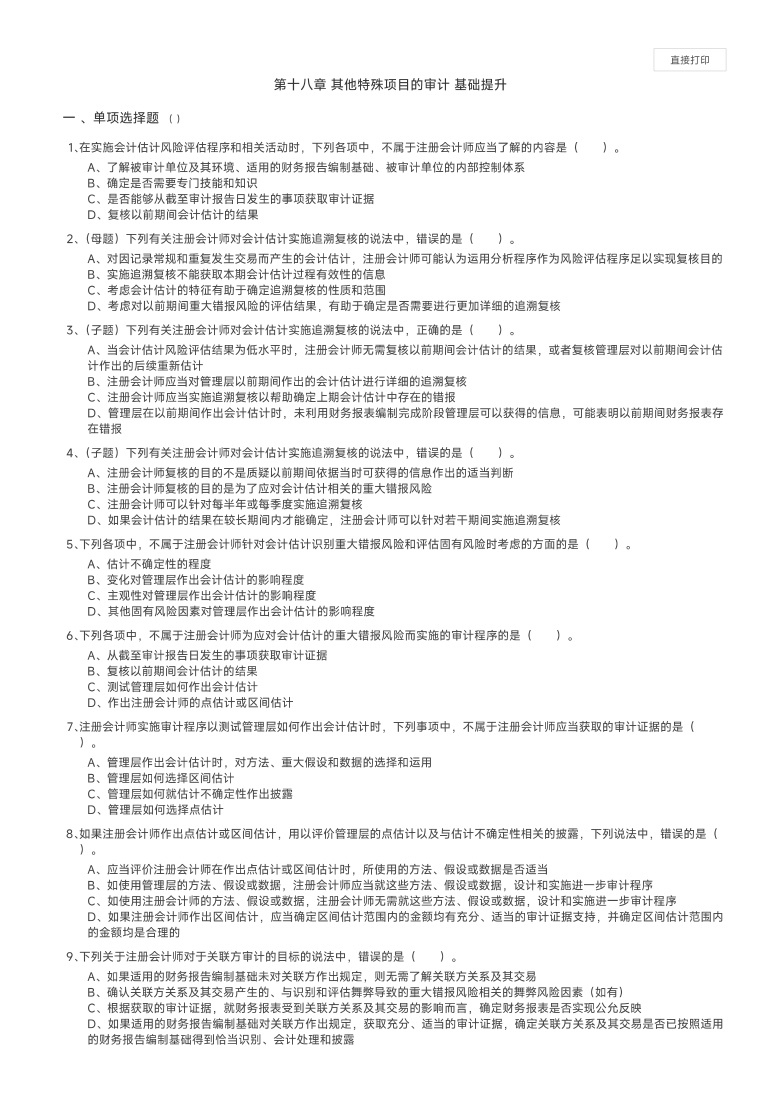 直接打印
第十八章 其他特殊项目的审计 基础提升
一 、单项选择题 （ ）
1、在实施会计估计风险评估程序和相关活动时，下列各项中，不属于注册会计师应当了解的内容是（　　）。
A、了解被审计单位及其环境、适用的财务报告编制基础、被审计单位的内部控制体系
B、确定是否需要专门技能和知识
C、是否能够从截至审计报告日发生的事项获取审计证据
D、复核以前期间会计估计的结果
2、（母题）下列有关注册会计师对会计估计实施追溯复核的说法中，错误的是（　　）。
A、对因记录常规和重复发生交易而产生的会计估计，注册会计师可能认为运用分析程序作为风险评估程序足以实现复核目的
B、实施追溯复核不能获取本期会计估计过程有效性的信息
C、考虑会计估计的特征有助于确定追溯复核的性质和范围
D、考虑对以前期间重大错报风险的评估结果，有助于确定是否需要进行更加详细的追溯复核
3、（子题）下列有关注册会计师对会计估计实施追溯复核的说法中，正确的是（　　）。
A、当会计估计风险评估结果为低水平时，注册会计师无需复核以前期间会计估计的结果，或者复核管理层对以前期间会计估
计作出的后续重新估计
B、注册会计师应当对管理层以前期间作出的会计估计进行详细的追溯复核
C、注册会计师应当实施追溯复核以帮助确定上期会计估计中存在的错报
D、管理层在以前期间作出会计估计时，未利用财务报表编制完成阶段管理层可以获得的信息，可能表明以前期间财务报表存
在错报
4、（子题）下列有关注册会计师对会计估计实施追溯复核的说法中，错误的是（　　）。
A、注册会计师复核的目的不是质疑以前期间依据当时可获得的信息作出的适当判断
B、注册会计师复核的目的是为了应对会计估计相关的重大错报风险
C、注册会计师可以针对每半年或每季度实施追溯复核
D、如果会计估计的结果在较长期间内才能确定，注册会计师可以针对若干期间实施追溯复核
5、下列各项中，不属于注册会计师针对会计估计识别重大错报风险和评估固有风险时考虑的方面的是（　　）。
A、估计不确定性的程度
B、变化对管理层作出会计估计的影响程度
C、主观性对管理层作出会计估计的影响程度
D、其他固有风险因素对管理层作出会计估计的影响程度
6、下列各项中，不属于注册会计师为应对会计估计的重大错报风险而实施的审计程序的是（　　）。
A、从截至审计报告日发生的事项获取审计证据
B、复核以前期间会计估计的结果
C、测试管理层如何作出会计估计
D、作出注册会计师的点估计或区间估计
7、注册会计师实施审计程序以测试管理层如何作出会计估计时，下列事项中，不属于注册会计师应当获取的审计证据的是（
）。
A、管理层作出会计估计时，对方法、重大假设和数据的选择和运用
B、管理层如何选择区间估计
C、管理层如何就估计不确定性作出披露
D、管理层如何选择点估计
8、如果注册会计师作出点估计或区间估计，用以评价管理层的点估计以及与估计不确定性相关的披露，下列说法中，错误的是（
）。
A、应当评价注册会计师在作出点估计或区间估计时，所使用的方法、假设或数据是否适当
B、如使用管理层的方法、假设或数据，注册会计师应当就这些方法、假设或数据，设计和实施进一步审计程序
C、如使用注册会计师的方法、假设或数据，注册会计师无需就这些方法、假设或数据，设计和实施进一步审计程序
D、如果注册会计师作出区间估计，应当确定区间估计范围内的金额均有充分、适当的审计证据支持，并确定区间估计范围内
的金额均是合理的
9、下列关于注册会计师对于关联方审计的目标的说法中，错误的是（　　）。
A、如果适用的财务报告编制基础未对关联方作出规定，则无需了解关联方关系及其交易
B、确认关联方关系及其交易产生的、与识别和评估舞弊导致的重大错报风险相关的舞弊风险因素（如有）
C、根据获取的审计证据，就财务报表受到关联方关系及其交易的影响而言，确定财务报表是否实现公允反映
D、如果适用的财务报告编制基础对关联方作出规定，获取充分、适当的审计证据，确定关联方关系及其交易是否已按照适用
的财务报告编制基础得到恰当识别、会计处理和披露